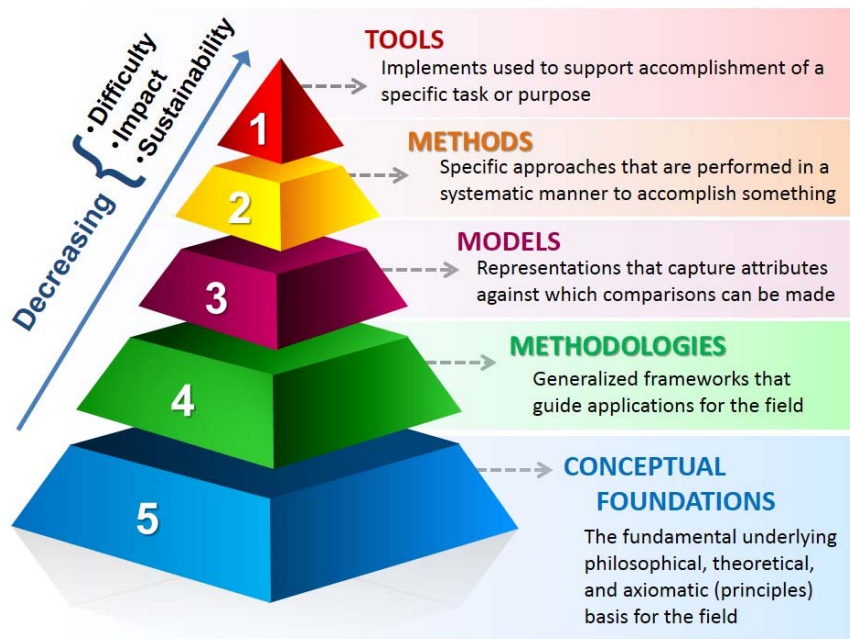 Decreasing
• Difficulty
• Impact
• Sustainability
1
TOOLS
Implements used to support accomplishment of a
specific task or purpose
2
METHODS
Specific approaches that are performed in a
systematic manner to accomplish something
3
MODELS
Representations that capture attributes
against which comparisons can be made
4
METHODOLOGIES
Generalized frameworks that
guide applications for the field
5
CONCEPTUAL
FOUNDATIONS
The fundamental underlying
philosophical, theoretical,
and axiomatic (principles)
basis for the field